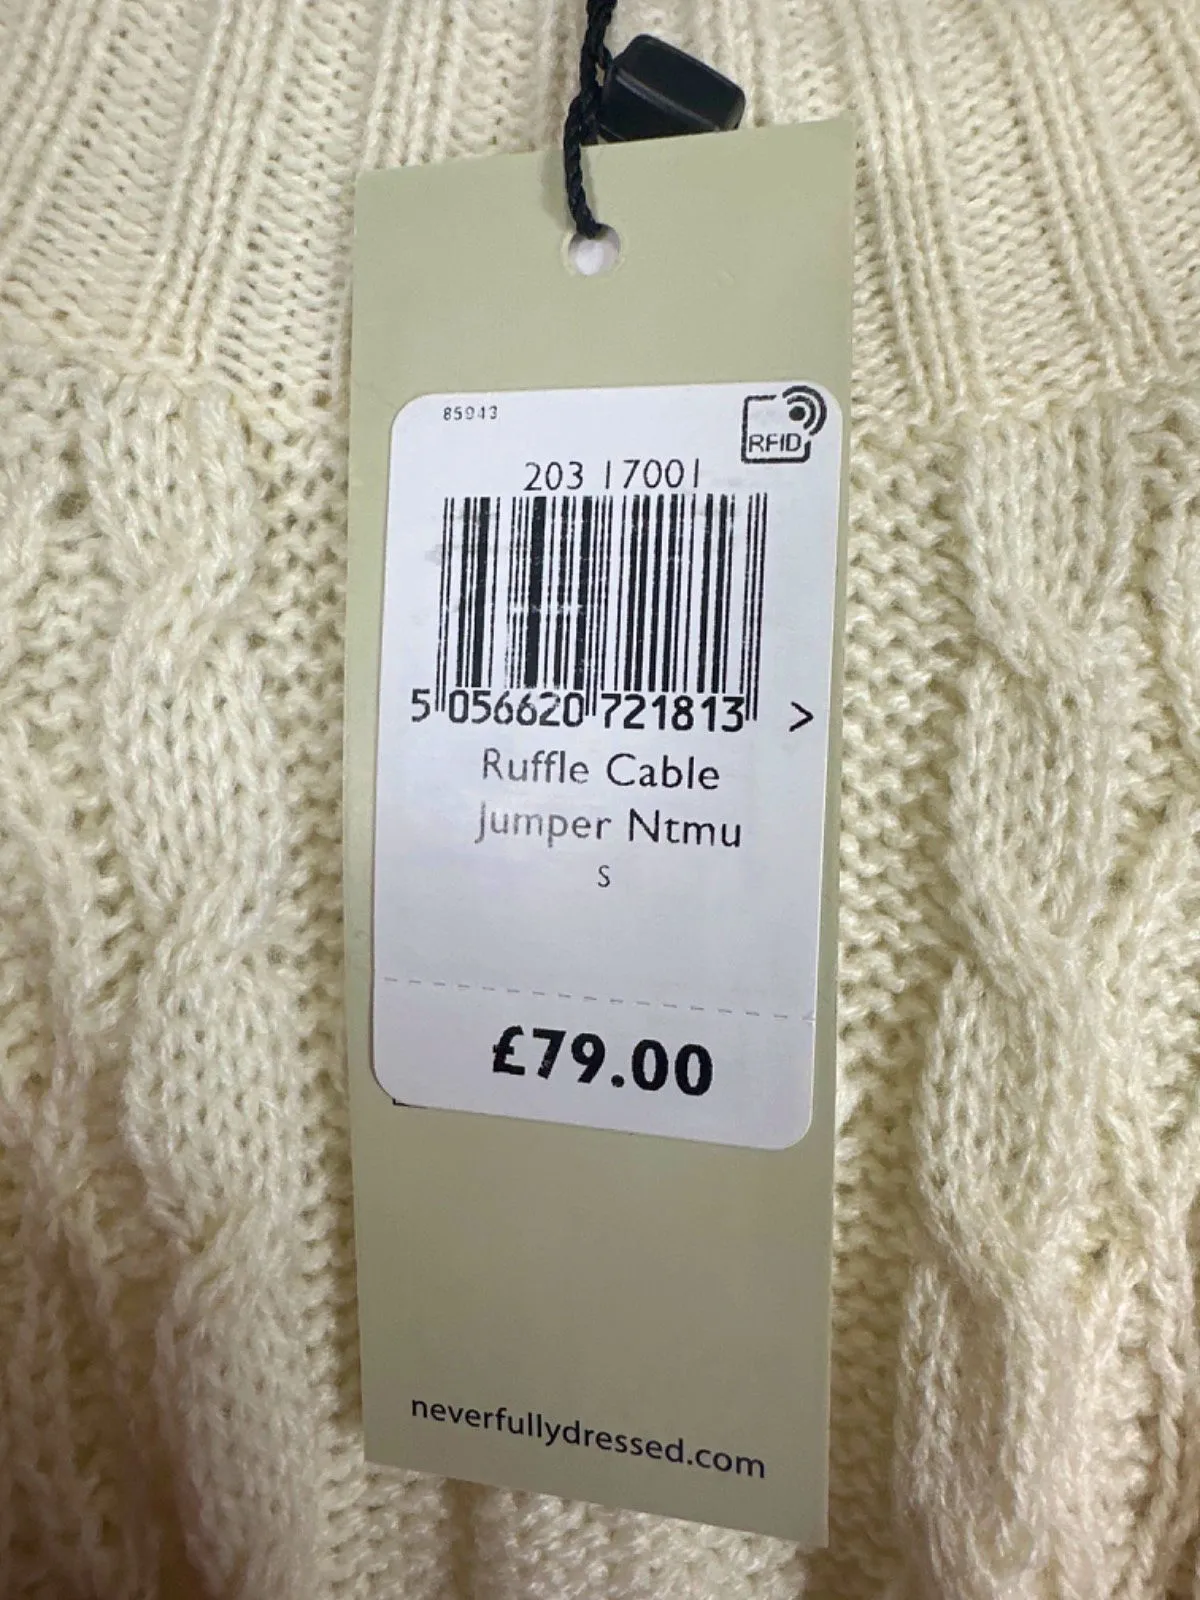 85943
RFID
203 17001
5 056620 721813 >
Ruffle Cable
Jumper Ntmu
S
£79.00
neverfullydressed.com